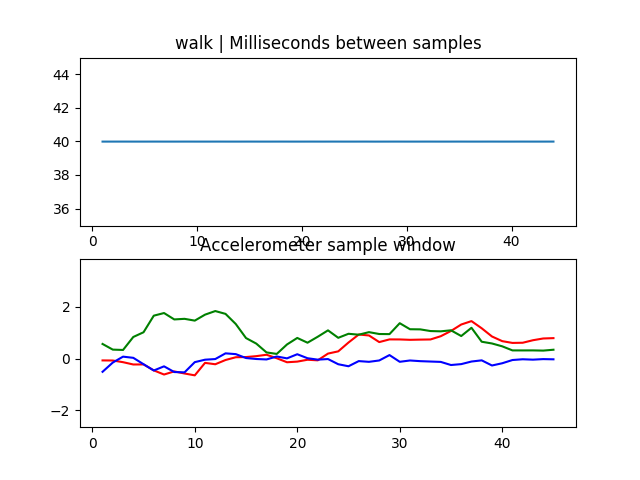 walk | Milliseconds between samples
44
42
40
38
36
0 10 20 30 40
Accelerometer sample window
2
0
−2
0 10 20 30 40